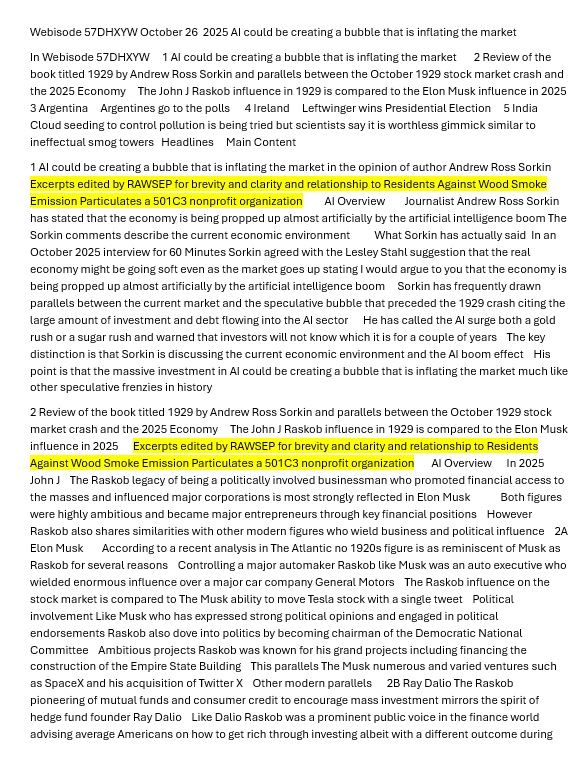 Webisode 57DHXYW October 26 2025 AI could be creating a bubble that is inflating the market
In Webisode 57DHXYW 1 AI could be creating a bubble that is inflating the market 2 Review of the
book titled 1929 by Andrew Ross Sorkin and parallels between the October 1929 stock market crash and
the 2025 Economy The John J Raskob influence in 1929 is compared to the Elon Musk influence in 2025
3 Argentina Argentines go to the polls 4 Ireland Leftwinger wins Presidential Election 5 India
Cloud seeding to control pollution is being tried but scientists say it is worthless gimmick similar to
ineffectual smog towers Headlines Main Content
1 AI could be creating a bubble that is inflating the market in the opinion of author Andrew Ross Sorkin
Excerpts edited by RAWSEP for brevity and clarity and relationship to Residents Against Wood Smoke
Emission Particulates a 501C3 nonprofit organization AI Overview Journalist Andrew Ross Sorkin
has stated that the economy is being propped up almost artificially by the artificial intelligence boom The
Sorkin comments describe the current economic environment What Sorkin has actually said In an
October 2025 interview for 60 Minutes Sorkin agreed with the Lesley Stahl suggestion that the real
economy might be going soft even as the market goes up stating I would argue to you that the economy is
being propped up almost artificially by the artificial intelligence boom Sorkin has frequently drawn
parallels between the current market and the speculative bubble that preceded the 1929 crash citing the
large amount of investment and debt flowing into the AI sector He has called the AI surge both a gold
rush or a sugar rush and warned that investors will not know which it is for a couple of years The key
distinction is that Sorkin is discussing the current economic environment and the AI boom effect His
point is that the massive investment in AI could be creating a bubble that is inflating the market much like
other speculative frenzies in history
2 Review of the book titled 1929 by Andrew Ross Sorkin and parallels between the October 1929 stock
market crash and the 2025 Economy The John J Raskob influence in 1929 is compared to the Elon Musk
influence in 2025 Excerpts edited by RAWSEP for brevity and clarity and relationship to Residents
Against Wood Smoke Emission Particulates a 501C3 nonprofit organization AI Overview In 2025
John J The Raskob legacy of being a politically involved businessman who promoted financial access to
the masses and influenced major corporations is most strongly reflected in Elon Musk Both figures
were highly ambitious and became major entrepreneurs through key financial positions However
Raskob also shares similarities with other modern figures who wield business and political influence 2A
Elon Musk According to a recent analysis in The Atlantic no 1920s figure is as reminiscent of Musk as
Raskob for several reasons Controlling a major automaker Raskob like Musk was an auto executive who
wielded enormous influence over a major car company General Motors The Raskob influence on the
stock market is compared to The Musk ability to move Tesla stock with a single tweet Political
involvement Like Musk who has expressed strong political opinions and engaged in political
endorsements Raskob also dove into politics by becoming chairman of the Democratic National
Committee Ambitious projects Raskob was known for his grand projects including financing the
construction of the Empire State Building This parallels The Musk numerous and varied ventures such
as SpaceX and his acquisition of Twitter X Other modern parallels 2B Ray Dalio The Raskob
pioneering of mutual funds and consumer credit to encourage mass investment mirrors the spirit of
hedge fund founder Ray Dalio Like Dalio Raskob was a prominent public voice in the finance world
advising average Americans on how to get rich through investing albeit with a different outcome during